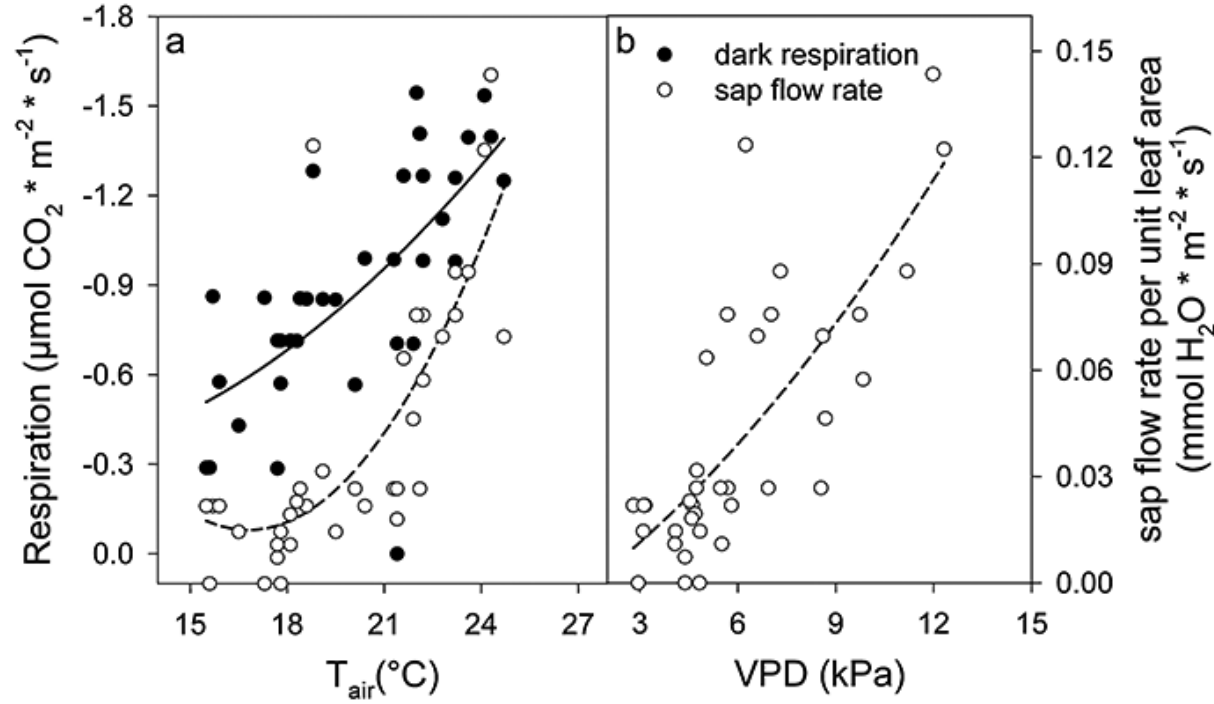 a
b
dark respiration
sap flow rate
Respiration (µmol CO₂ * m⁻² * s⁻¹)
-1.8
-1.5
-1.2
-0.9
-0.6
-0.3
0.0
15
18
21
24
27
T_air(°C)
3
6
9
12
15
VPD (kPa)
0.15
0.12
0.09
0.06
0.03
0.00
sap flow rate per unit leaf area
(mmol H₂O * m⁻² * s⁻¹)